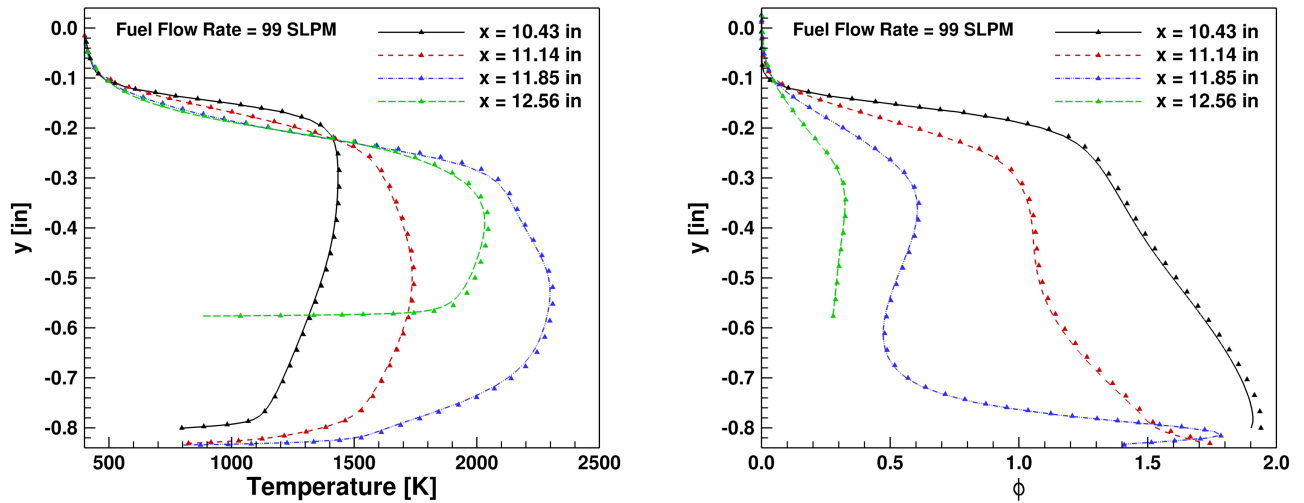 Fuel Flow Rate = 99 SLPM
x = 10.43 in
x = 11.14 in
x = 11.85 in
x = 12.56 in
y [in]
0.0
-0.1
-0.2
-0.3
-0.4
-0.5
-0.6
-0.7
-0.8
500 1000 1500 2000 2500
Temperature [K]
Fuel Flow Rate = 99 SLPM
x = 10.43 in
x = 11.14 in
x = 11.85 in
x = 12.56 in
y [in]
0.0
-0.1
-0.2
-0.3
-0.4
-0.5
-0.6
-0.7
-0.8
0.0 0.5 1.0 1.5 2.0
ϕ